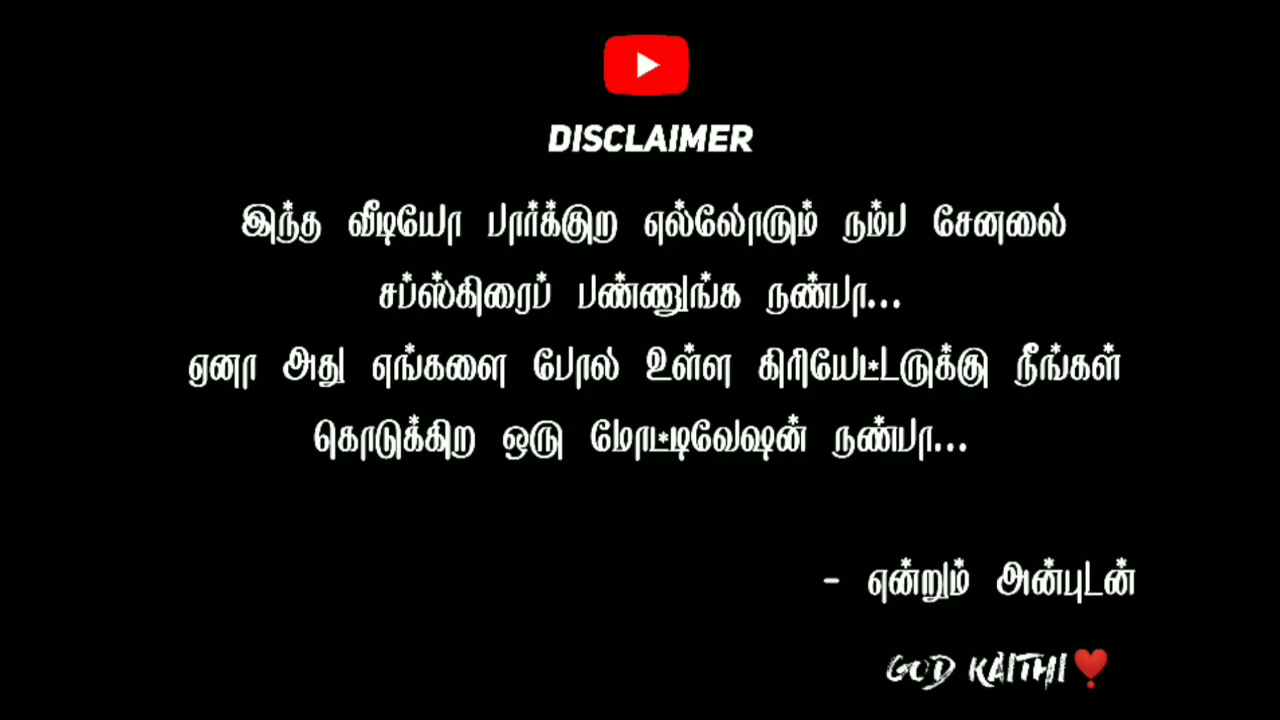 DISCLAIMER
இந்த வீடியோ பார்க்குற எல்லோரும் நம்ப சேனலை
சப்ஸ்கிரைப் பண்ணுங்க நண்பா...
ஏனா அது எங்களை போல் உள்ள கிரியேட்டருக்கு நீங்கள்
கொடுக்கிற ஒரு மோட்டிவேஷன் நண்பா...
- என்றும் அன்புடன்
GOD KAITHI❣️